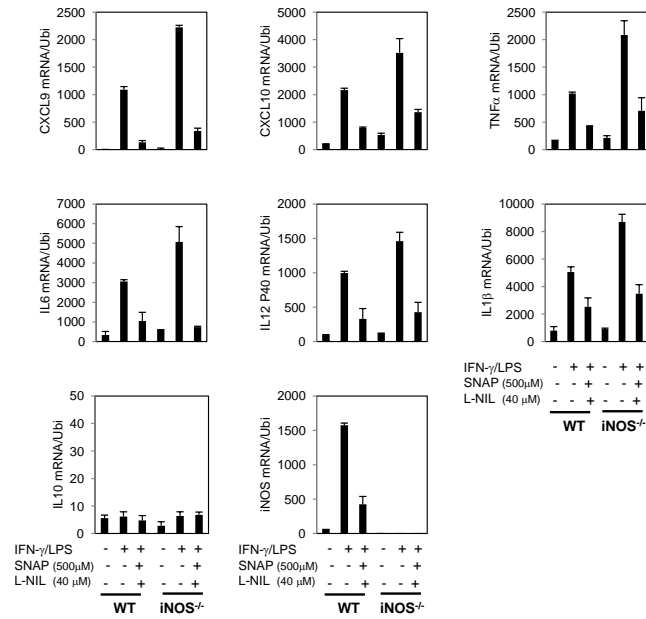 CXCL9 mRNA/Ubi
2500
2000
1500
1000
500
0
CXCL10 mRNA/Ubi
5000
4000
3000
2000
1000
0
TNFα mRNA/Ubi
2500
2000
1500
1000
500
0
IL6 mRNA/Ubi
7000
6000
5000
4000
3000
2000
1000
0
IL12 P40 mRNA/Ubi
2000
1500
1000
500
0
IL1β mRNA/Ubi
10000
8000
6000
4000
2000
0
IFN-γ/LPS - + + - + +
SNAP (500μM) - - + - - +
L-NIL (40 μM) - - + - - +
WT iNOS-/-
IL10 mRNA/Ubi
50
40
30
20
10
0
iNOS mRNA/Ubi
2000
1500
1000
500
0
IFN-γ/LPS - + + - + +
SNAP (500μM) - - + - - +
L-NIL (40 μM) - - + - - +
WT iNOS-/-
IFN-γ/LPS - + + - + +
SNAP (500μM) - - + - - +
L-NIL (40 μM) - - + - - +
WT iNOS-/-